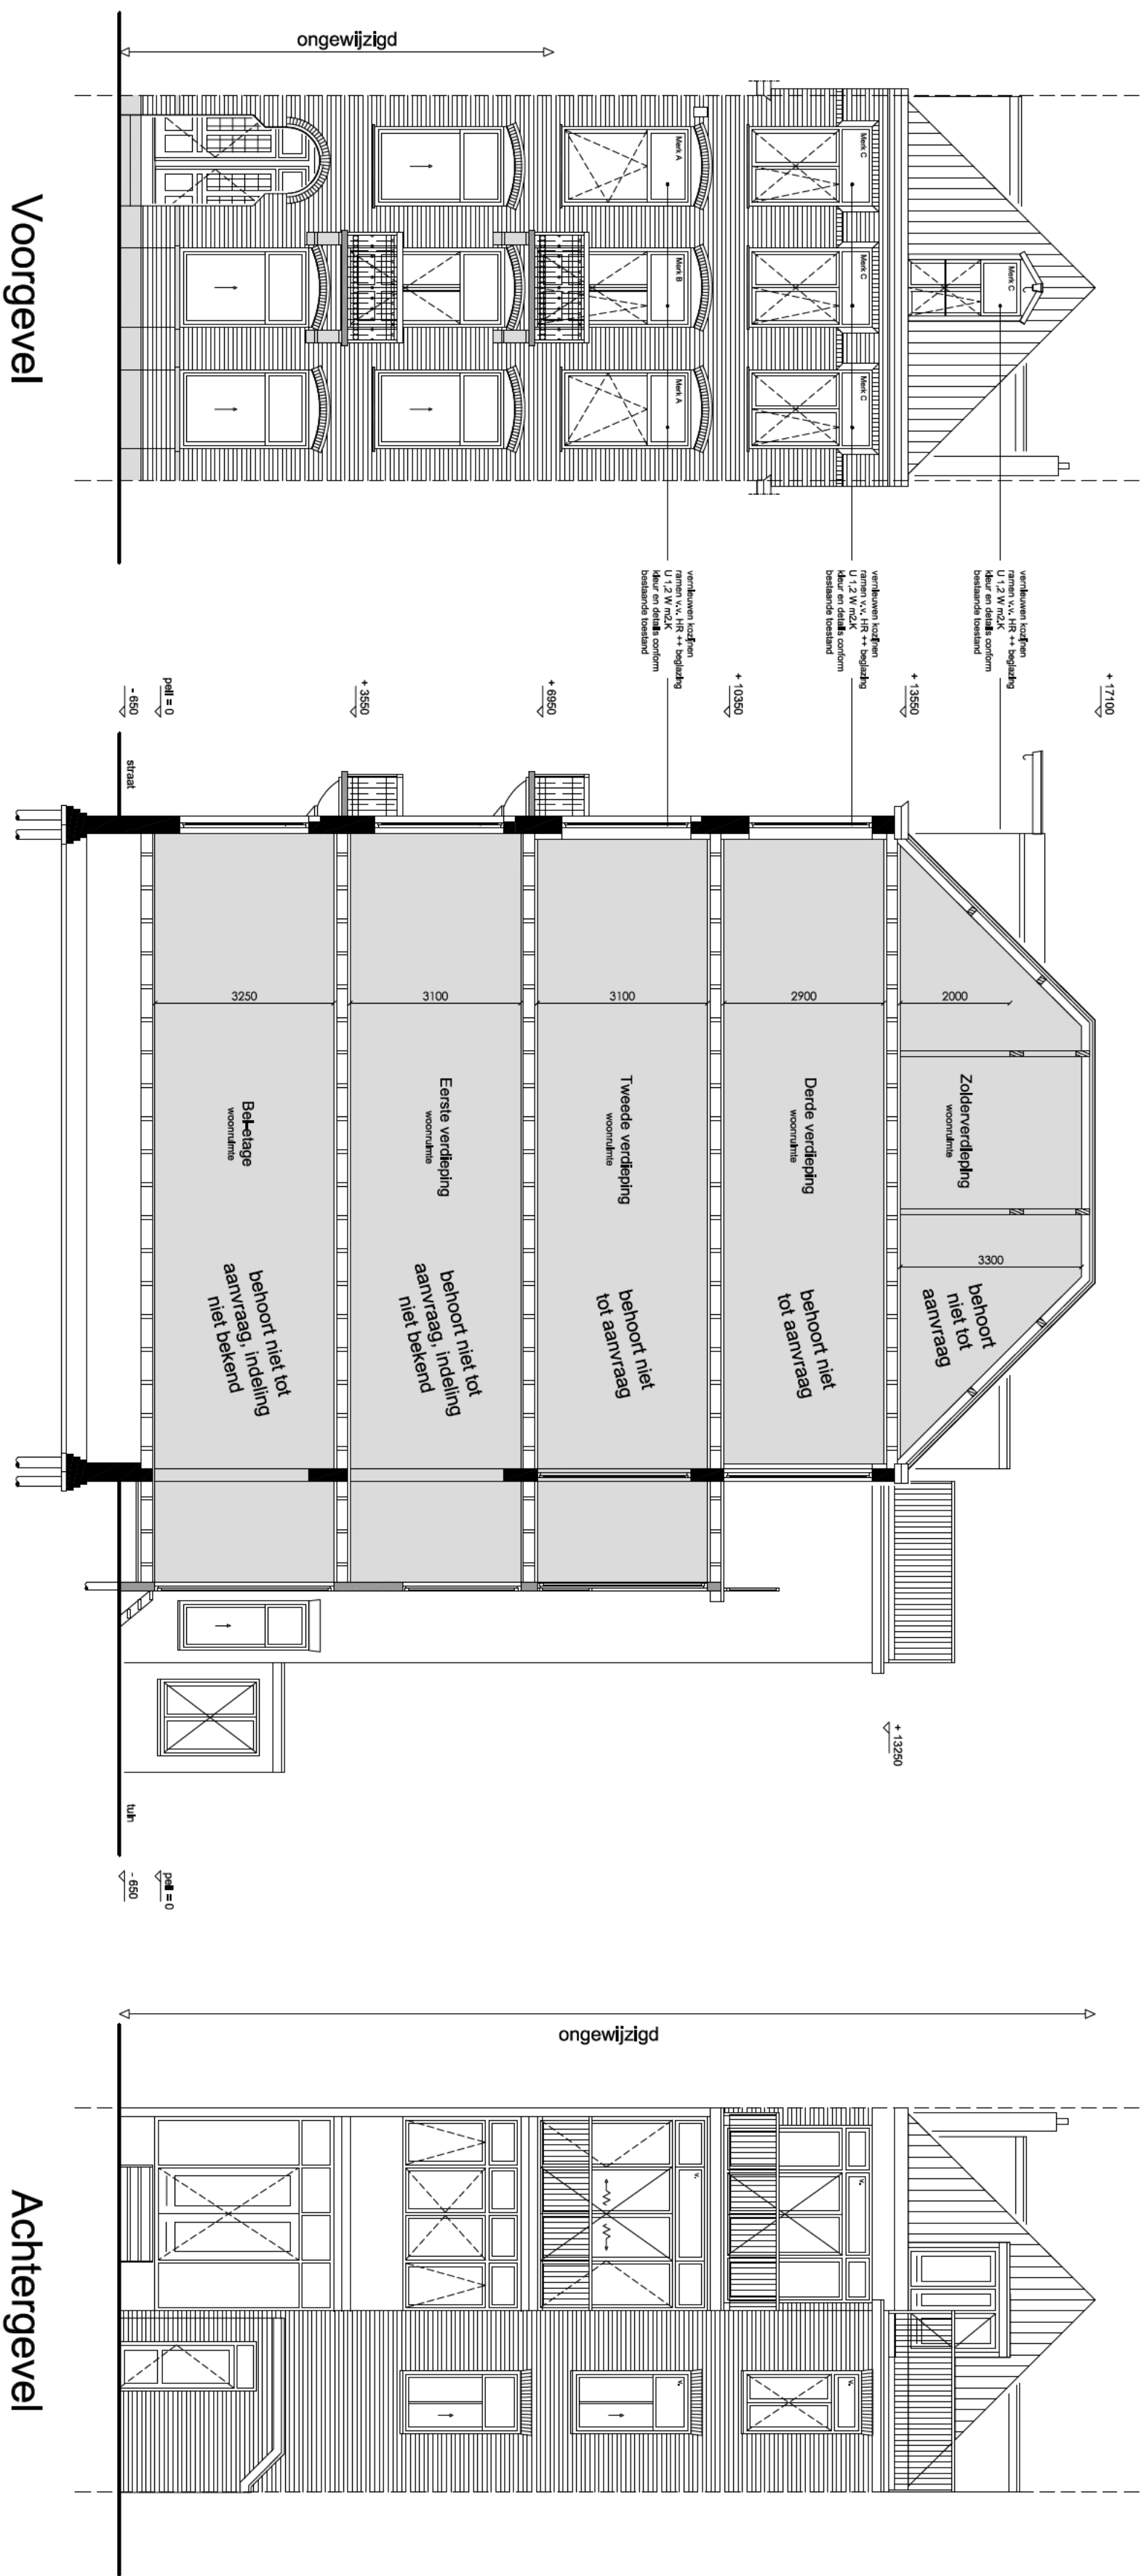 ongewijzigd
Merk C
Merk C
Merk C
Merk C
Merk A
Merk B
Merk A
Voorgevel
vernieuwen kozijnen
ramen v.v. HR ++ beglazing
U 1,2 W m2.K
kleur en details conform
bestaande toestand
vernieuwen kozijnen
ramen v.v. HR ++ beglazing
U 1,2 W m2.K
kleur en details conform
bestaande toestand
vernieuwen kozijnen
ramen v.v. HR ++ beglazing
U 1,2 W m2.K
kleur en details conform
bestaande toestand
+ 17100
+ 13550
+ 10350
+ 6950
+ 3550
peil = 0
- 650
straat
2000
Zolderverdieping
woonruimte
3300
behoort
niet tot
aanvraag
2900
Derde verdieping
woonruimte
behoort niet
tot aanvraag
3100
Tweede verdieping
woonruimte
behoort niet
tot aanvraag
3100
Eerste verdieping
woonruimte
behoort niet tot
aanvraag, indeling
niet bekend
3250
Bel-etage
woonruimte
behoort niet tot
aanvraag, indeling
niet bekend
+ 13250
tuin
peil = 0
- 650
ongewijzigd
v.
v.
v.
v.
Achtergevel